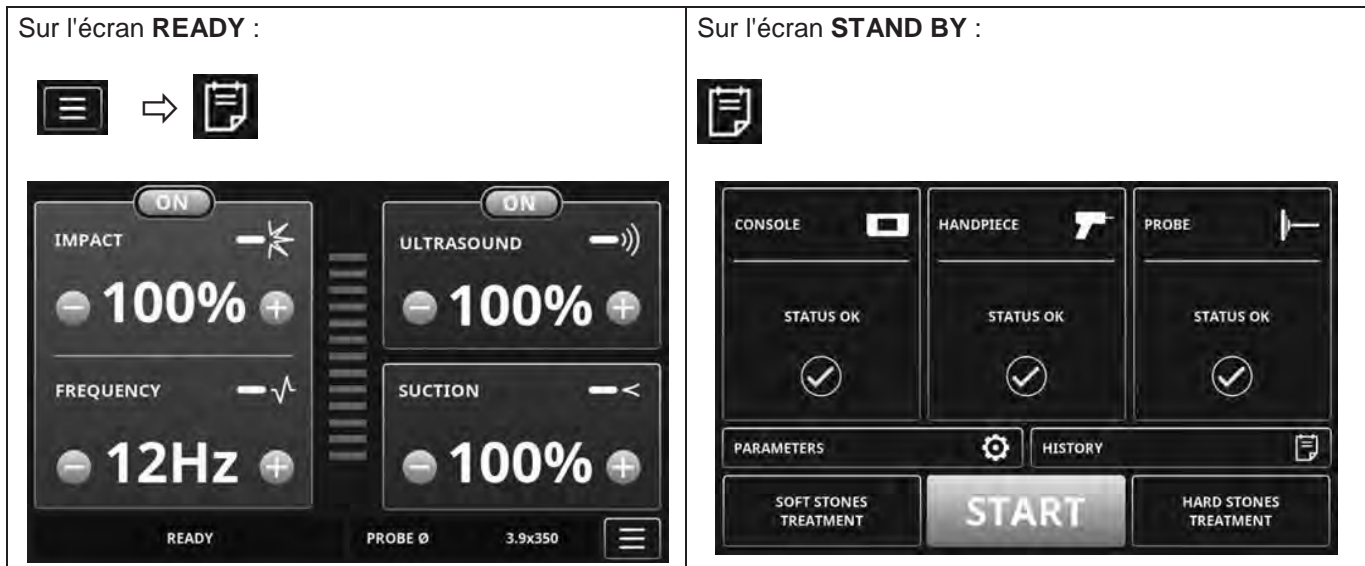 Sur l'écran READY :
ON
IMPACT
100%
FREQUENCY
12Hz
ON
ULTRASOUND
100%
SUCTION
100%
READY
PROBE Ø 3.9x350
Sur l'écran STAND BY :
CONSOLE
STATUS OK
HANDPIECE
STATUS OK
PROBE
STATUS OK
PARAMETERS
HISTORY
SOFT STONES
TREATMENT
START
HARD STONES
TREATMENT